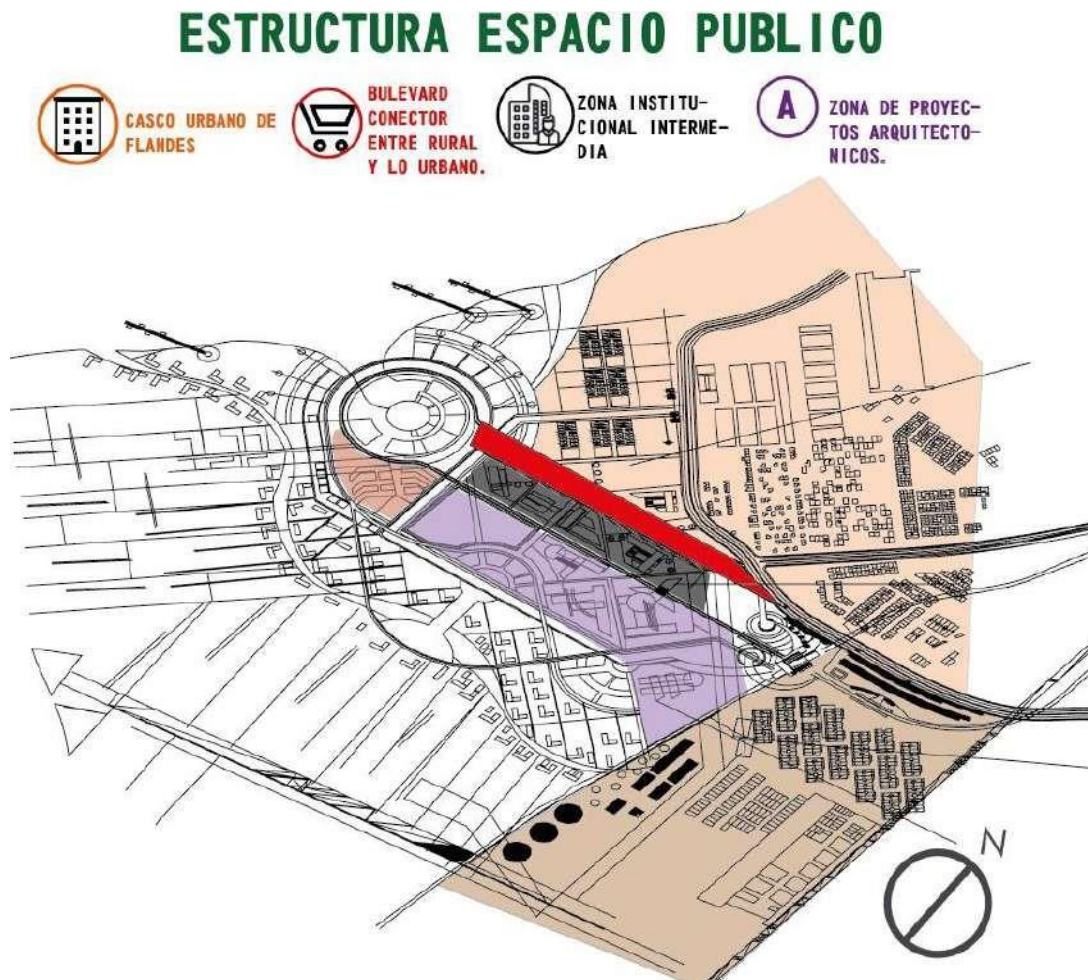 ESTRUCTURA ESPACIO PUBLICO
CASCO URBANO DE
FLANDES
BULEVARD
CONECTOR
ENTRE RURAL
Y LO URBANO.
ZONA INSTITU-
CIONAL INTERME-
DIA
A
ZONA DE PROYEC-
TOS ARQUITECTO-
NICOS.
N